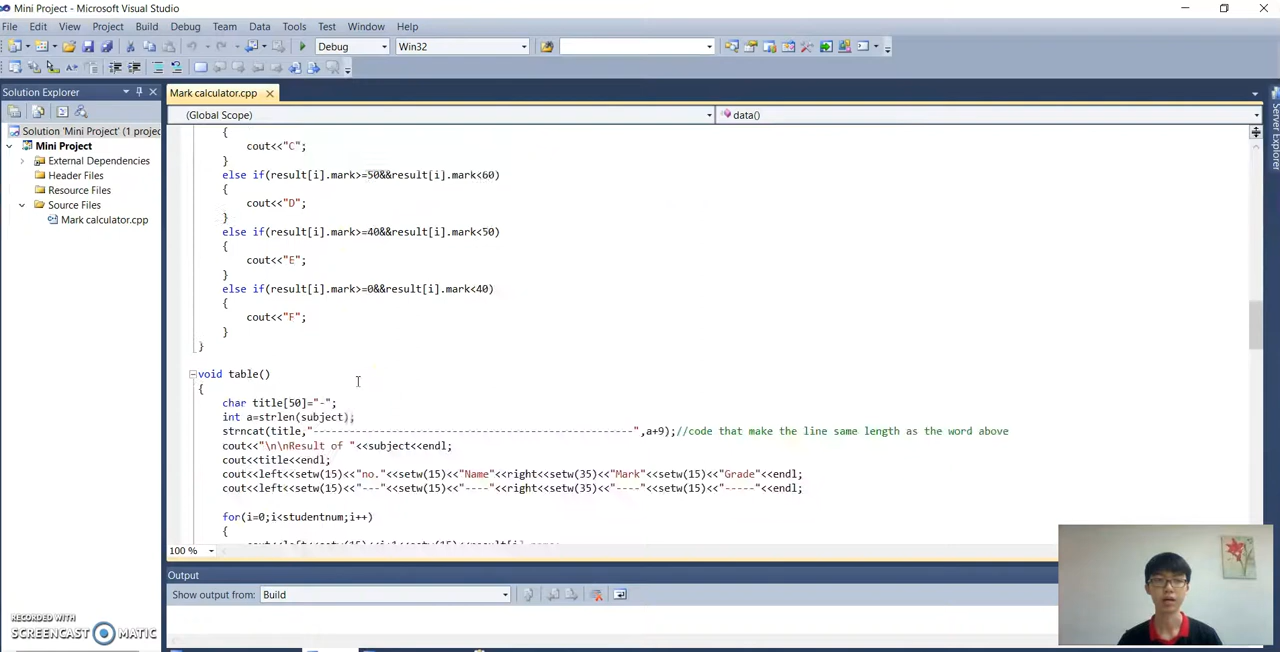 Mini Project - Microsoft Visual Studio
File Edit View Project Build Debug Team Data Tools Test Window Help
Debug Win32
Solution Explorer
Mark calculator.cpp
(Global Scope) data()
Solution 'Mini Project' (1 projec
Mini Project
External Dependencies
Header Files
Resource Files
Source Files
Mark calculator.cpp
{
cout<<"C";
}
else if(result[i].mark>=50&&result[i].mark<60)
{
cout<<"D";
}
else if(result[i].mark>=40&&result[i].mark<50)
{
cout<<"E";
}
else if(result[i].mark>=0&&result[i].mark<40)
{
cout<<"F";
}
}
void table()
{
char title[50]="-";
int a=strlen(subject);
strncat(title,"------------------------------------------------",a+9);//code that make the line same length as the word above
cout<<"\n\nResult of "<<subject<<endl;
cout<<title<<endl;
cout<<left<<setw(15)<<"no."<<setw(15)<<"Name"<<right<<setw(35)<<"Mark"<<setw(15)<<"Grade"<<endl;
cout<<left<<setw(15)<<"---"<<setw(15)<<"----"<<right<<setw(35)<<"----"<<setw(15)<<"-----"<<endl;
for(i=0;i<studentnum;i++)
{
100 %
Output
Show output from: Build
Server Explorer
RECORDED WITH
SCREENCAST MATIC